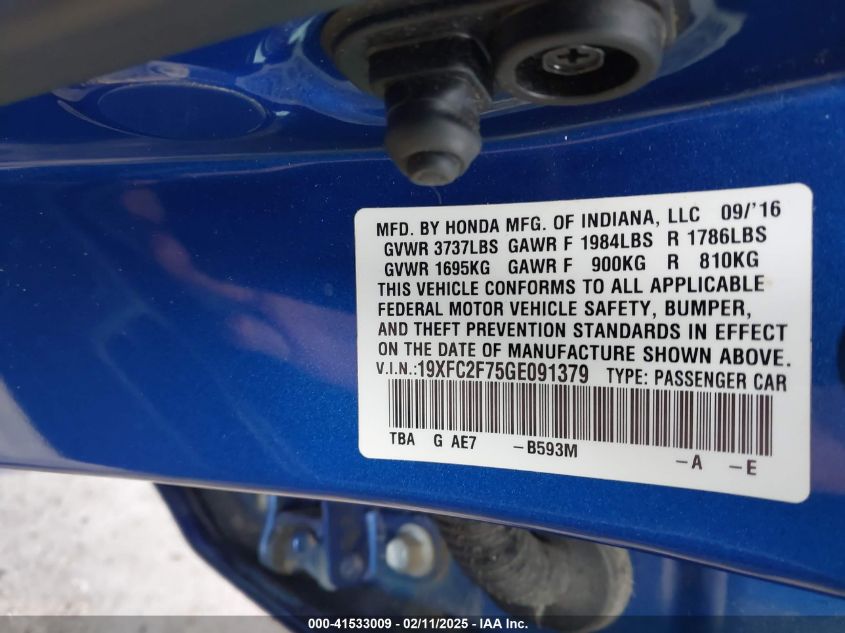 MFD. BY HONDA MFG. OF INDIANA, LLC 09/'16
GVWR 3737LBS GAWR F 1984LBS R 1786LBS
GVWR 1695KG GAWR F 900KG R 810KG
THIS VEHICLE CONFORMS TO ALL APPLICABLE
FEDERAL MOTOR VEHICLE SAFETY, BUMPER,
AND THEFT PREVENTION STANDARDS IN EFFECT
ON THE DATE OF MANUFACTURE SHOWN ABOVE.
V.I.N.:19XFC2F75GE091379 TYPE: PASSENGER CAR
TBA G AE7 -B593M
-A -E
000-41533009 - 02/11/2025 - IAAI INC.